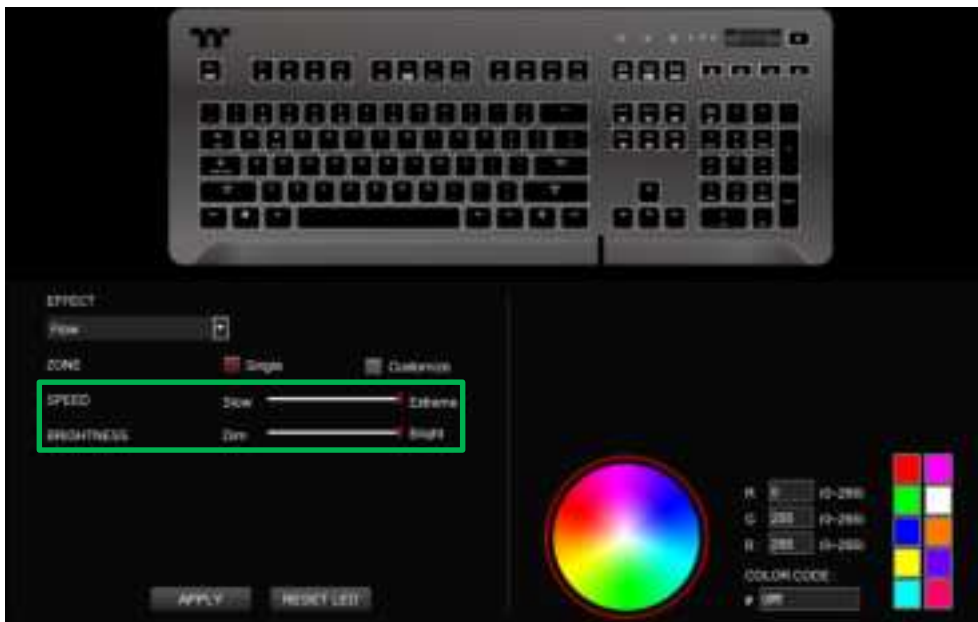 EFFECT
Flow
ZONE Single Customize
SPEED Slow Extreme
BRIGHTNESS Dim Bright
R (0~255)
G 255 (0~255)
B 255 (0~255)
COLOR CODE
#
APPLY RESET LED